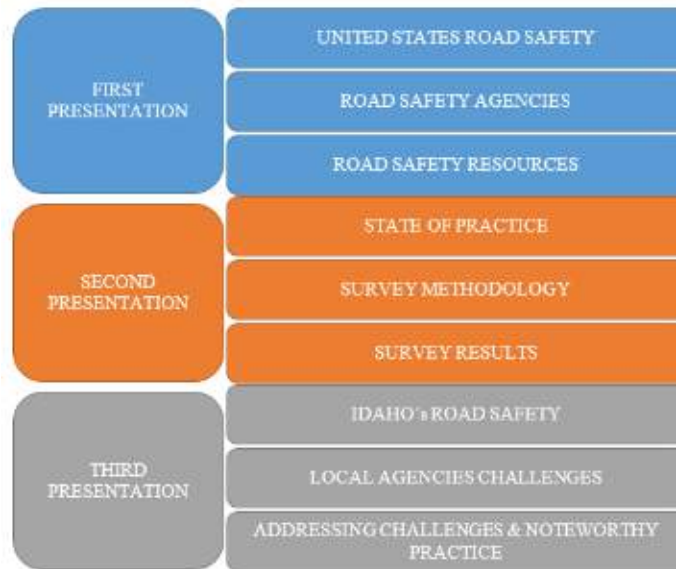 FIRST
PRESENTATION
UNITED STATES ROAD SAFETY
ROAD SAFETY AGENCIES
ROAD SAFETY RESOURCES
SECOND
PRESENTATION
STATE OF PRACTICE
SURVEY METHODOLOGY
SURVEY RESULTS
THIRD
PRESENTATION
IDAHO´s ROAD SAFETY
LOCAL AGENCIES CHALLENGES
ADDRESSING CHALLENGES & NOTEWORTHY
PRACTICE